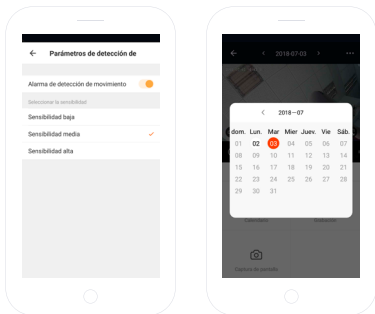 Parámetros de detección de
Alarma de detección de movimiento
Seleccionar la sensibilidad.
Sensibilidad baja
Sensibilidad media
Sensibilidad alta
< 2018-07-03 >
< 2018-07
dom. Lun. Mar Mier Juev. Vie Sáb.
01 02 03 04 05 06 07
08 09 10 11 12 13 14
15 16 17 18 19 20 21
22 23 24 25 26 27 28
29 30 31
Calendario Grabación
Captura de pantalla